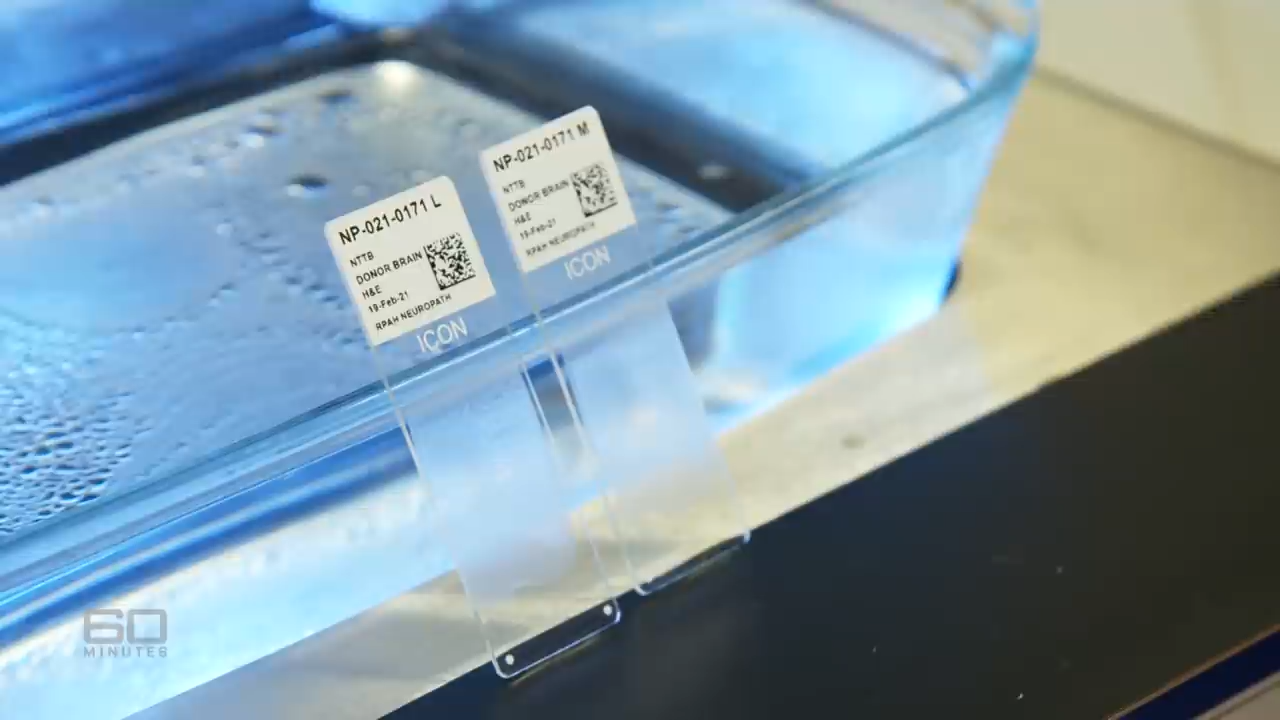 NP-021-0171 L
NTTB
DONOR BRAIN
H&E
19-Feb-21
RPAH NEUROPATH
ICON
NP-021-0171 M
NTTB
DONOR BRAIN
H&E
19-Feb-21
RPAH NEUROPATH
ICON
60
MINUTES